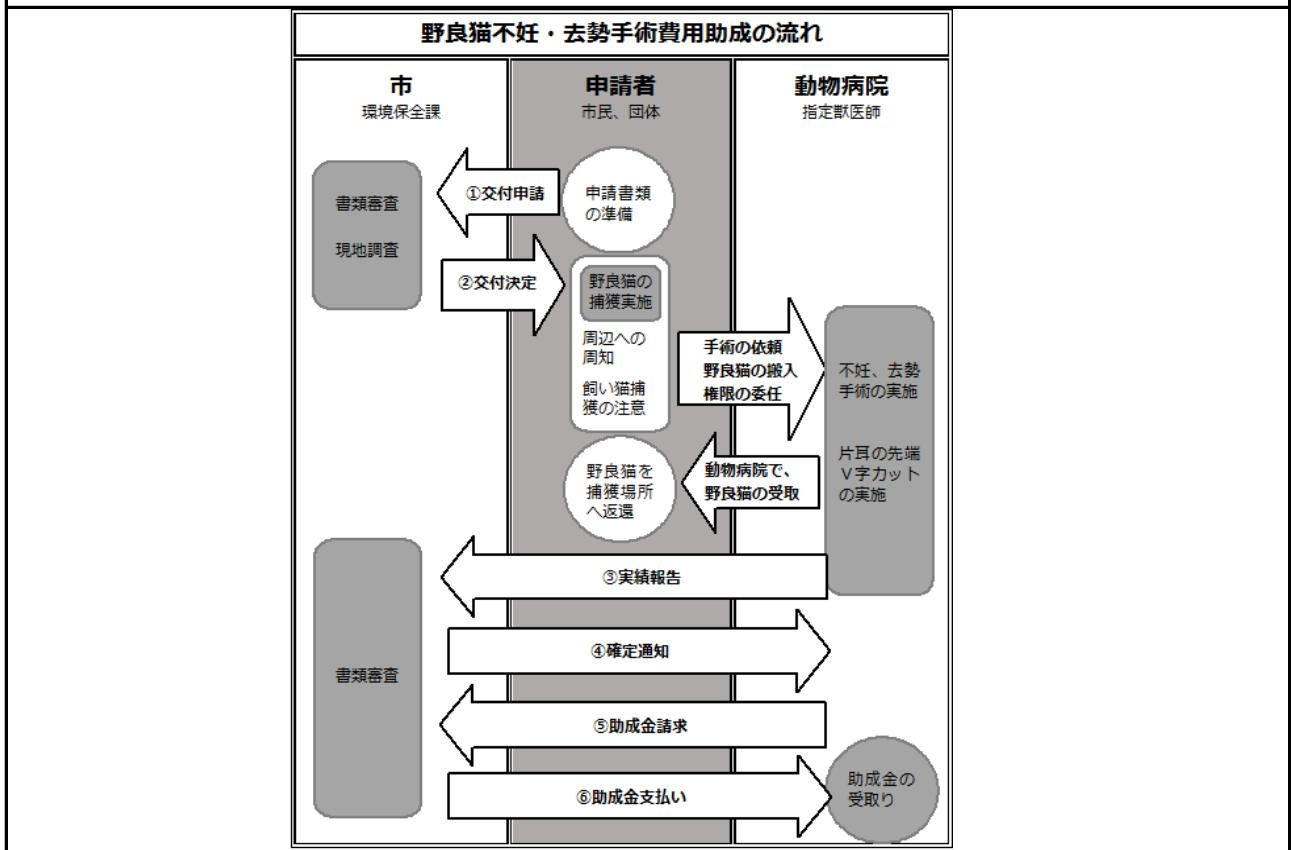 野良猫不妊・去勢手術費用助成の流れ
市
環境保全課
申請者
市民、団体
動物病院
指定獣医師
書類審査
現地調査
①交付申請
申請書類
の準備
②交付決定
野良猫の
捕獲実施
周辺への
周知
飼い猫捕
獲の注意
手術の依頼
野良猫の搬入
権限の委任
不妊、去勢
手術の実施
片耳の先端
V字カット
の実施
動物病院で、
野良猫の受取
野良猫を
捕獲場所
へ返還
③実績報告
④確定通知
書類審査
⑤助成金請求
⑥助成金支払い
助成金の
受取り